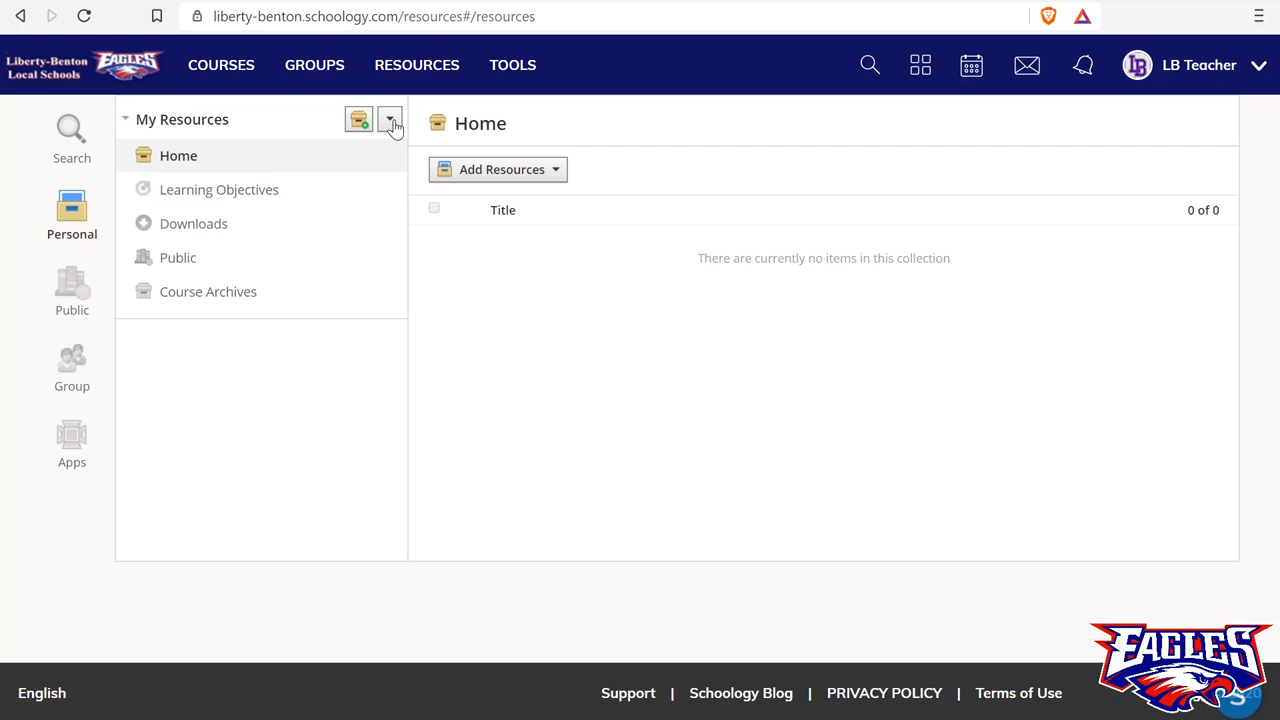 liberty-benton.schoology.com/resources#/resources
Liberty-Benton
Local Schools
EAGLES
COURSES
GROUPS
RESOURCES
TOOLS
LB
LB Teacher
Search
Personal
Public
Group
Apps
My Resources
Home
Learning Objectives
Downloads
Public
Course Archives
Home
Add Resources
Title
0 of 0
There are currently no items in this collection
English
Support | Schoology Blog | PRIVACY POLICY | Terms of Use
EAGLES
S
20